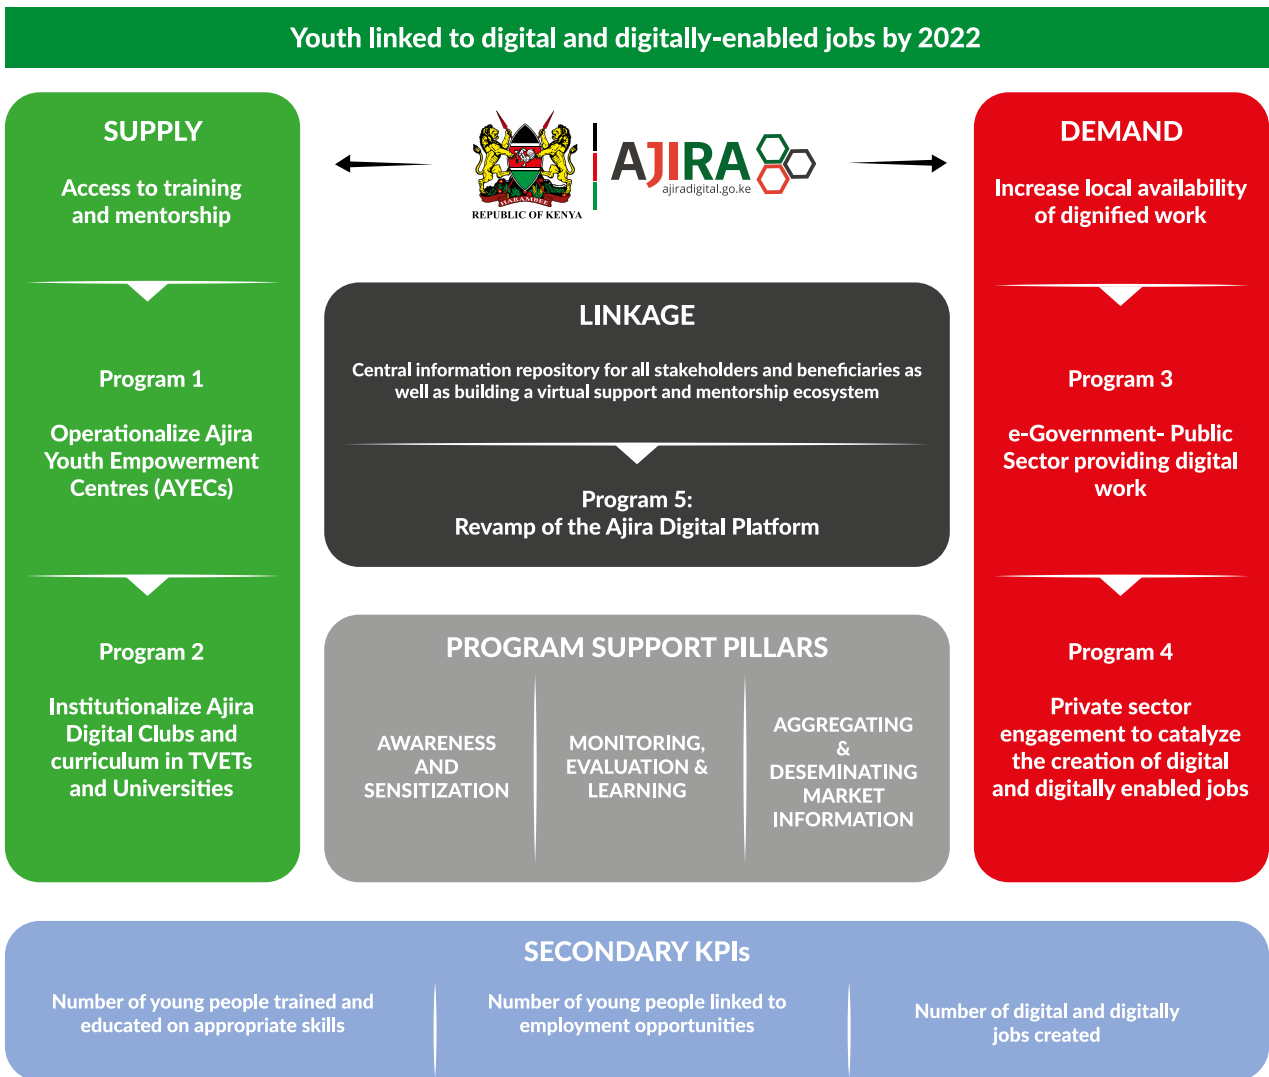 Youth linked to digital and digitally-enabled jobs by 2022
SUPPLY
Access to training
and mentorship
Program 1
Operationalize Ajira
Youth Empowerment
Centres (AYECs)
Program 2
Institutionalize Ajira
Digital Clubs and
curriculum in TVETs
and Universities
HARAMBEE
REPUBLIC OF KENYA
AJIRA
ajiradigital.go.ke
LINKAGE
Central information repository for all stakeholders and beneficiaries as
well as building a virtual support and mentorship ecosystem
Program 5:
Revamp of the Ajira Digital Platform
PROGRAM SUPPORT PILLARS
AWARENESS
AND
SENSITIZATION
MONITORING,
EVALUATION &
LEARNING
AGGREGATING
&
DESEMINATING
MARKET
INFORMATION
DEMAND
Increase local availability
of dignified work
Program 3
e-Government- Public
Sector providing digital
work
Program 4
Private sector
engagement to catalyze
the creation of digital
and digitally enabled jobs
SECONDARY KPIs
Number of young people trained and
educated on appropriate skills
Number of young people linked to
employment opportunities
Number of digital and digitally
jobs created